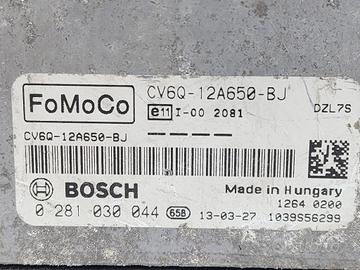 FoMoCo
CV6Q-12A650-BJ
e11 I-00 2081
DZL7S
CV6Q-12A650-BJ
BOSCH
Made in Hungary
1264 0200
0 281 030 044 658 13-03-27 1039S56299